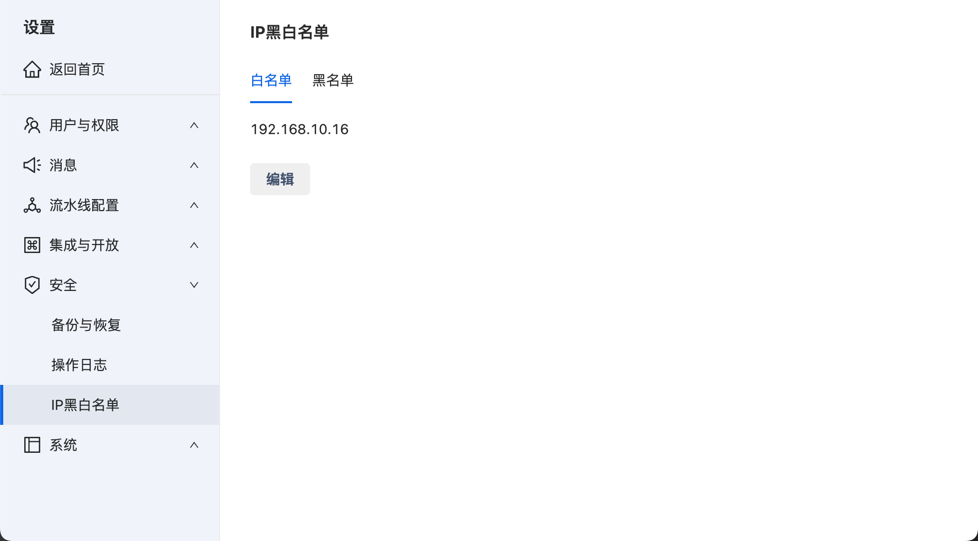 设置
返回首页
用户与权限
消息
流水线配置
集成与开放
安全
备份与恢复
操作日志
IP黑白名单
系统
IP黑白名单
白名单 黑名单
192.168.10.16
编辑